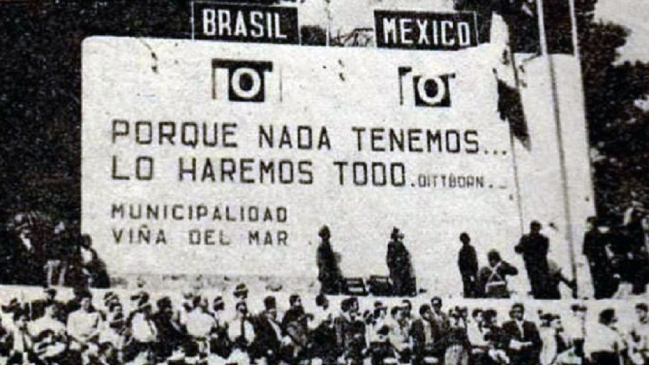 BRASIL MEXICO
0 0
PORQUE NADA TENEMOS...
LO HAREMOS TODO.DITTBORN...
MUNICIPALIDAD
VIÑA DEL MAR